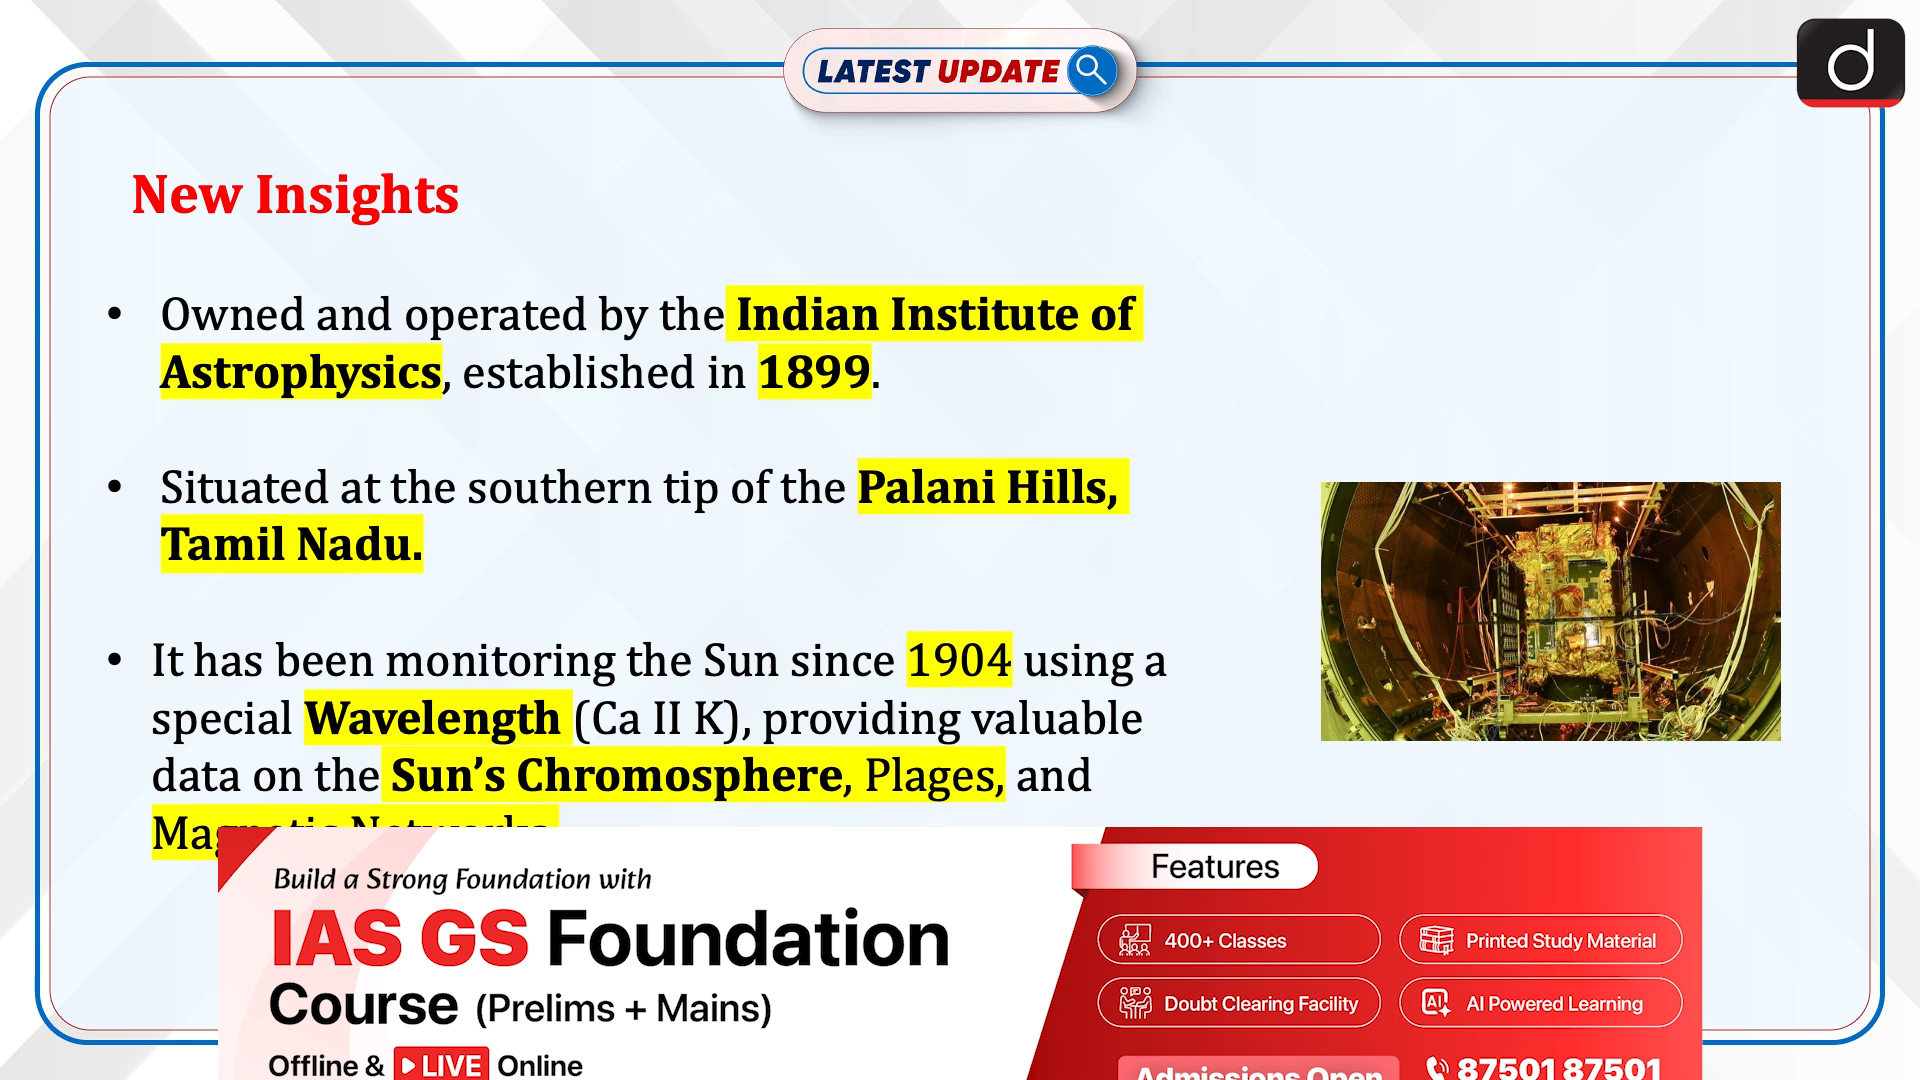 LATEST UPDATE
d
New Insights
• Owned and operated by the Indian Institute of
Astrophysics, established in 1899.
• Situated at the southern tip of the Palani Hills,
Tamil Nadu.
• It has been monitoring the Sun since 1904 using a
special Wavelength (Ca II K), providing valuable
data on the Sun’s Chromosphere, Plages, and
Magnetic Networks.
Build a Strong Foundation with
IAS GS Foundation
Course (Prelims + Mains)
Offline & LIVE Online
Features
400+ Classes
Printed Study Material
Doubt Clearing Facility
AI Powered Learning
Admissions Open
87501 87501